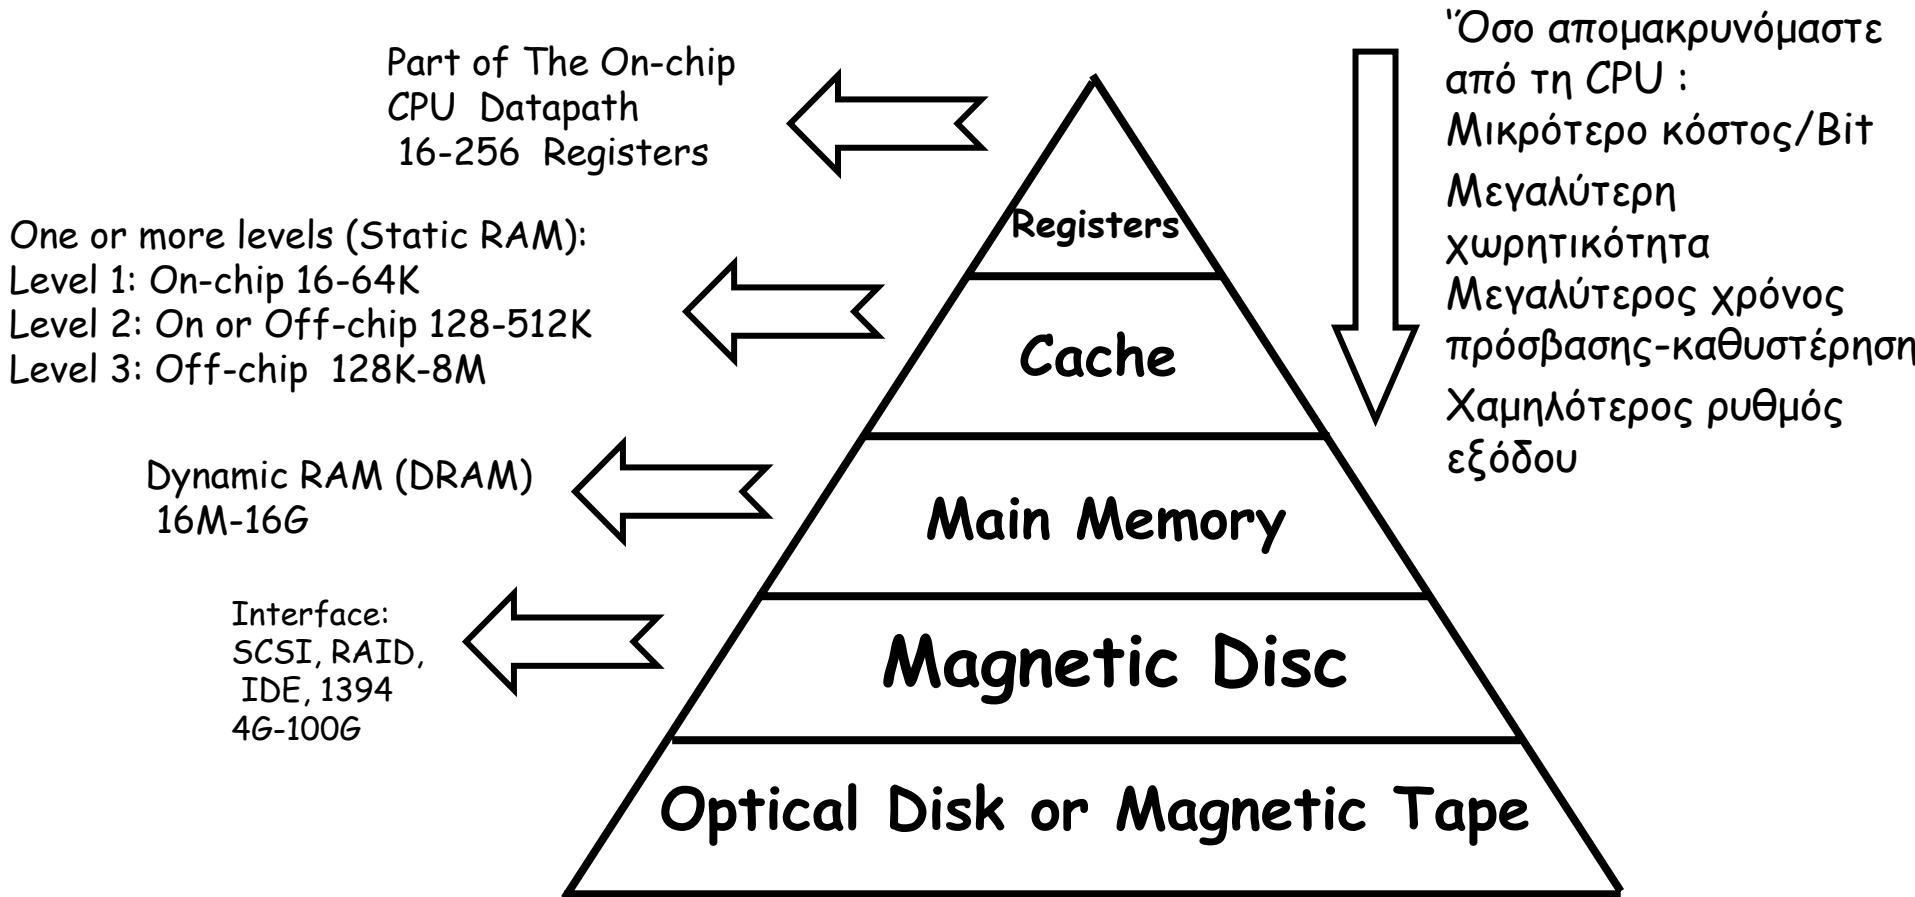 Part of The On-chip
CPU Datapath
16-256 Registers
One or more levels (Static RAM):
Level 1: On-chip 16-64K
Level 2: On or Off-chip 128-512K
Level 3: Off-chip 128K-8M
Dynamic RAM (DRAM)
16M-16G
Interface:
SCSI, RAID,
IDE, 1394
4G-100G
Registers
Cache
Main Memory
Magnetic Disc
Optical Disk or Magnetic Tape
‘Όσο απομακρυνόμαστε
από τη CPU :
Μικρότερο κόστος/Bit
Μεγαλύτερη
χωρητικότητα
Μεγαλύτερος χρόνος
πρόσβασης-καθυστέρηση
Χαμηλότερος ρυθμός
εξόδου